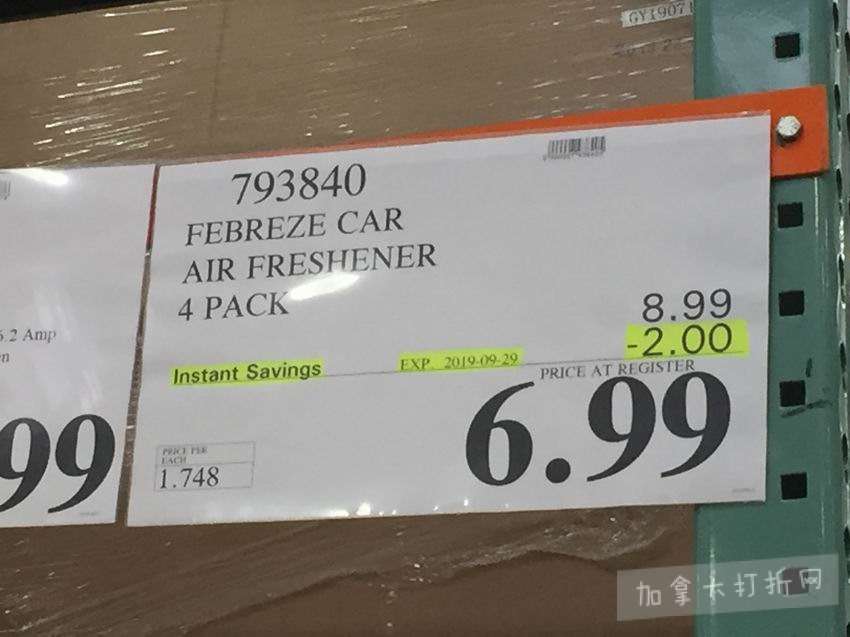 GY1907
793840
FEBREZE CAR
AIR FRESHENER
4 PACK
8.99
-2.00
Instant Savings
EXP. 2019-09-29
PRICE AT REGISTER
6.99
PRICE PER
EACH
1.748
2 Amp
99
加拿大打折网